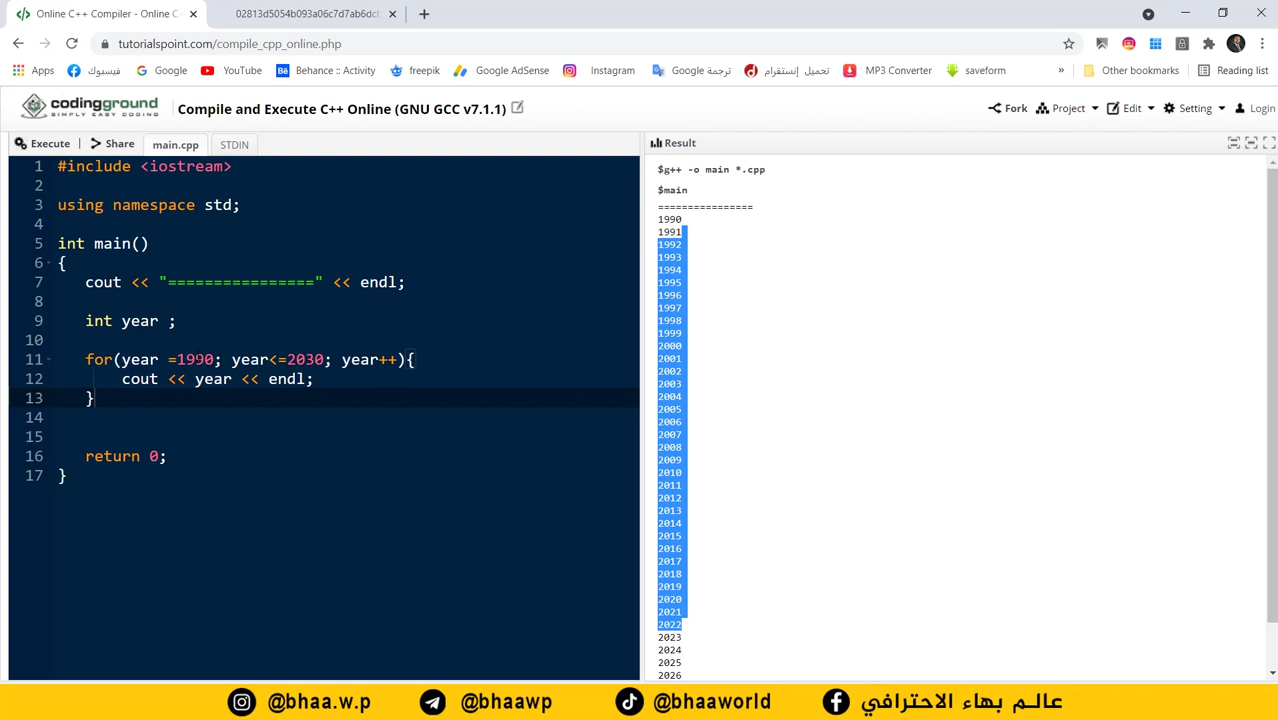 Online C++ Compiler - Online C
02813d5054b093a06c7d7ab6dcb
tutorialspoint.com/compile_cpp_online.php
Apps
فيسبوك
Google
YouTube
Behance :: Activity
freepik
Google AdSense
Instagram
ترجمة Google
تحميل إنستقرام
MP3 Converter
saveform
»
Other bookmarks
Reading list
codingground
SIMPLY EASY CODING
Compile and Execute C++ Online (GNU GCC v7.1.1)
Fork
Project
Edit
Setting
Login
Execute
Share
main.cpp
STDIN
Result
1 #include <iostream>
2
3 using namespace std;
4
5 int main()
6 {
7 cout << "================" << endl;
8
9 int year ;
10
11 for(year =1990; year<=2030; year++){
12 cout << year << endl;
13 }
14
15
16 return 0;
17 }
$g++ -o main *.cpp
$main
================
1990
1991
1992
1993
1994
1995
1996
1997
1998
1999
2000
2001
2002
2003
2004
2005
2006
2007
2008
2009
2010
2011
2012
2013
2014
2015
2016
2017
2018
2019
2020
2021
2022
2023
2024
2025
2026
@bhaa.w.p
@bhaawp
@bhaaworld
عالم بهاء الاحترافي